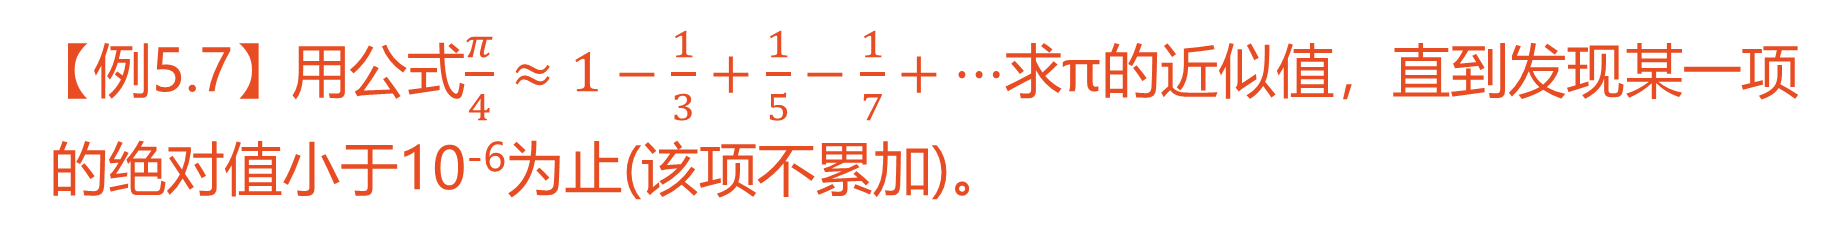 【例5.7】用公式π/4 ≈ 1 − 1/3 + 1/5 − 1/7 + ⋯求π的近似值，直到发现某一项
的绝对值小于10⁻⁶为止(该项不累加)。